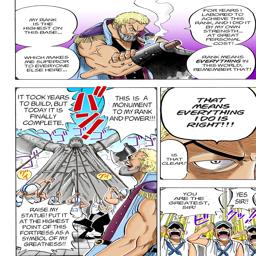 MY RANK
IS THE
HIGHEST ON
THIS BASE...
WHICH MAKES
ME SUPERIOR
TO EVERYONE
ELSE HERE...
FOR YEARS I
LABORED TO
ACHIEVE THIS
RANK, AND I DID IT
BY MY OWN
STRENGTH...
AT GREAT
PERSONAL
COST!
RANK MEANS
EVERYTHING IN
THIS WORLD,
REMEMBER THAT!
IT TOOK YEARS
TO BUILD, BUT
TODAY IT IS
FINALLY
COMPLETE...
THIS IS A
MONUMENT
TO MY RANK
AND POWER!!!
バン!!
RAISE MY
STATUE! PUT IT
AT THE HIGHEST
POINT OF THIS
FORTRESS AS A
SYMBOL OF MY
GREATNESS!!
THAT
MEANS
EVERYTHING
I DO IS
RIGHT!!!
IS
THAT
CLEAR?
YOU ARE
THE
GREATEST,
SIR!!
YES
SIR!!